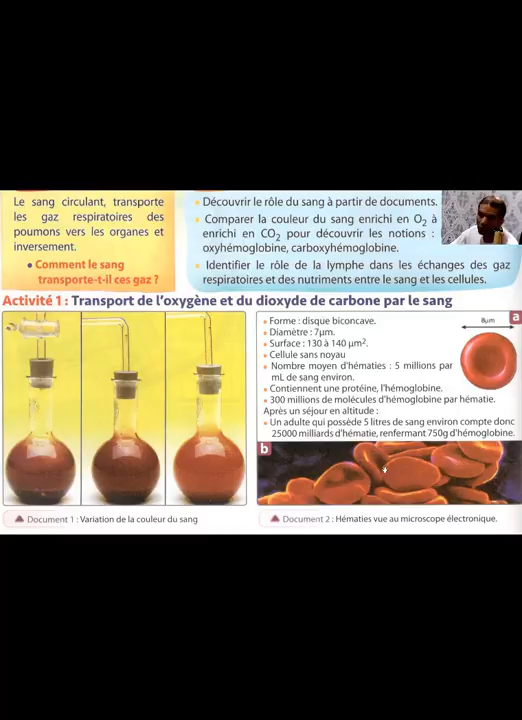 Le sang circulant, transporte
les gaz respiratoires des
poumons vers les organes et
inversement.
• Comment le sang
transporte-t-il ces gaz ?
• Découvrir le rôle du sang à partir de documents.
• Comparer la couleur du sang enrichi en O2 à
enrichi en CO2 pour découvrir les notions :
oxyhémoglobine, carboxyhémoglobine.
• Identifier le rôle de la lymphe dans les échanges des gaz
respiratoires et des nutriments entre le sang et les cellules.
Activité 1 : Transport de l'oxygène et du dioxyde de carbone par le sang
• Forme : disque biconcave.
• Diamètre : 7µm.
• Surface : 130 à 140 µm².
• Cellule sans noyau
• Nombre moyen d'hématies : 5 millions par
mL de sang environ.
• Contiennent une protéine, l'hémoglobine.
• 300 millions de molécules d'hémoglobine par hématie.
Après un séjour en altitude :
• Un adulte qui possède 5 litres de sang environ compte donc
25000 milliards d'hématie, renfermant 750g d'hémoglobine.
a
8µm
b
Document 1 : Variation de la couleur du sang
Document 2 : Hématies vue au microscope électronique.